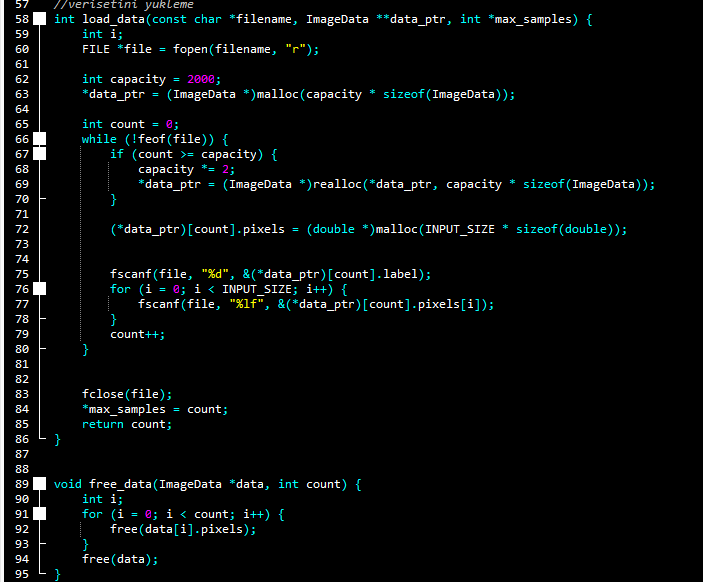 57 //verisetini yukleme
58 int load_data(const char *filename, ImageData **data_ptr, int *max_samples) {
59     int i;
60     FILE *file = fopen(filename, "r");
61
62     int capacity = 2000;
63     *data_ptr = (ImageData *)malloc(capacity * sizeof(ImageData));
64
65     int count = 0;
66     while (!feof(file)) {
67         if (count >= capacity) {
68             capacity *= 2;
69             *data_ptr = (ImageData *)realloc(*data_ptr, capacity * sizeof(ImageData));
70         }
71
72         (*data_ptr)[count].pixels = (double *)malloc(INPUT_SIZE * sizeof(double));
73
74
75         fscanf(file, "%d", &(*data_ptr)[count].label);
76         for (i = 0; i < INPUT_SIZE; i++) {
77             fscanf(file, "%lf", &(*data_ptr)[count].pixels[i]);
78         }
79         count++;
80     }
81
82
83     fclose(file);
84     *max_samples = count;
85     return count;
86 }
87
88
89 void free_data(ImageData *data, int count) {
90     int i;
91     for (i = 0; i < count; i++) {
92         free(data[i].pixels);
93     }
94     free(data);
95 }